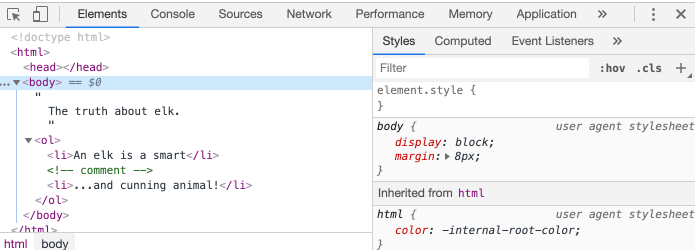 Elements Console Sources Network Performance Memory Application »
<!doctype html>
<html>
<head></head>
... ▼<body> == $0
"
The truth about elk.
"
▼<ol>
<li>An elk is a smart</li>
<!-- comment -->
<li>...and cunning animal!</li>
</ol>
</body>
</html>
html body
Styles Computed Event Listeners »
Filter :hov .cls +
element.style {
}
body { user agent stylesheet
display: block;
margin: ▶ 8px;
}
Inherited from html
html { user agent stylesheet
color: -internal-root-color;
}